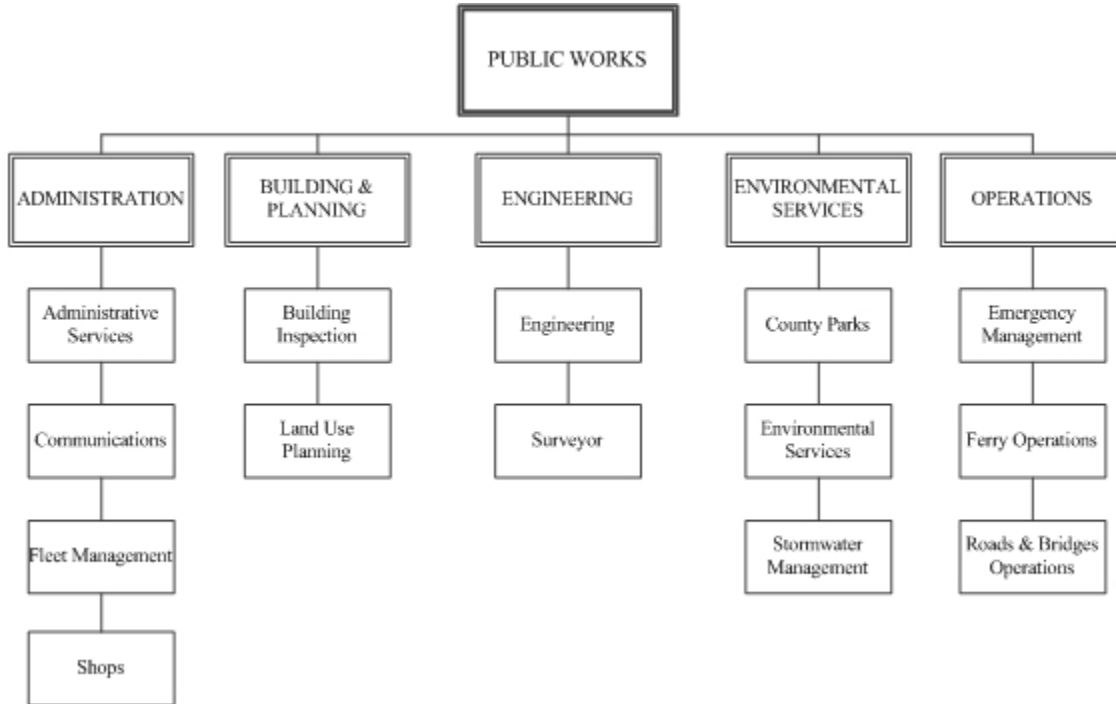 PUBLIC WORKS
ADMINISTRATION
BUILDING &
PLANNING
ENGINEERING
ENVIRONMENTAL
SERVICES
OPERATIONS
Administrative
Services
Communications
Fleet Management
Shops
Building
Inspection
Land Use
Planning
Engineering
Surveyor
County Parks
Environmental
Services
Stormwater
Management
Emergency
Management
Ferry Operations
Roads & Bridges
Operations